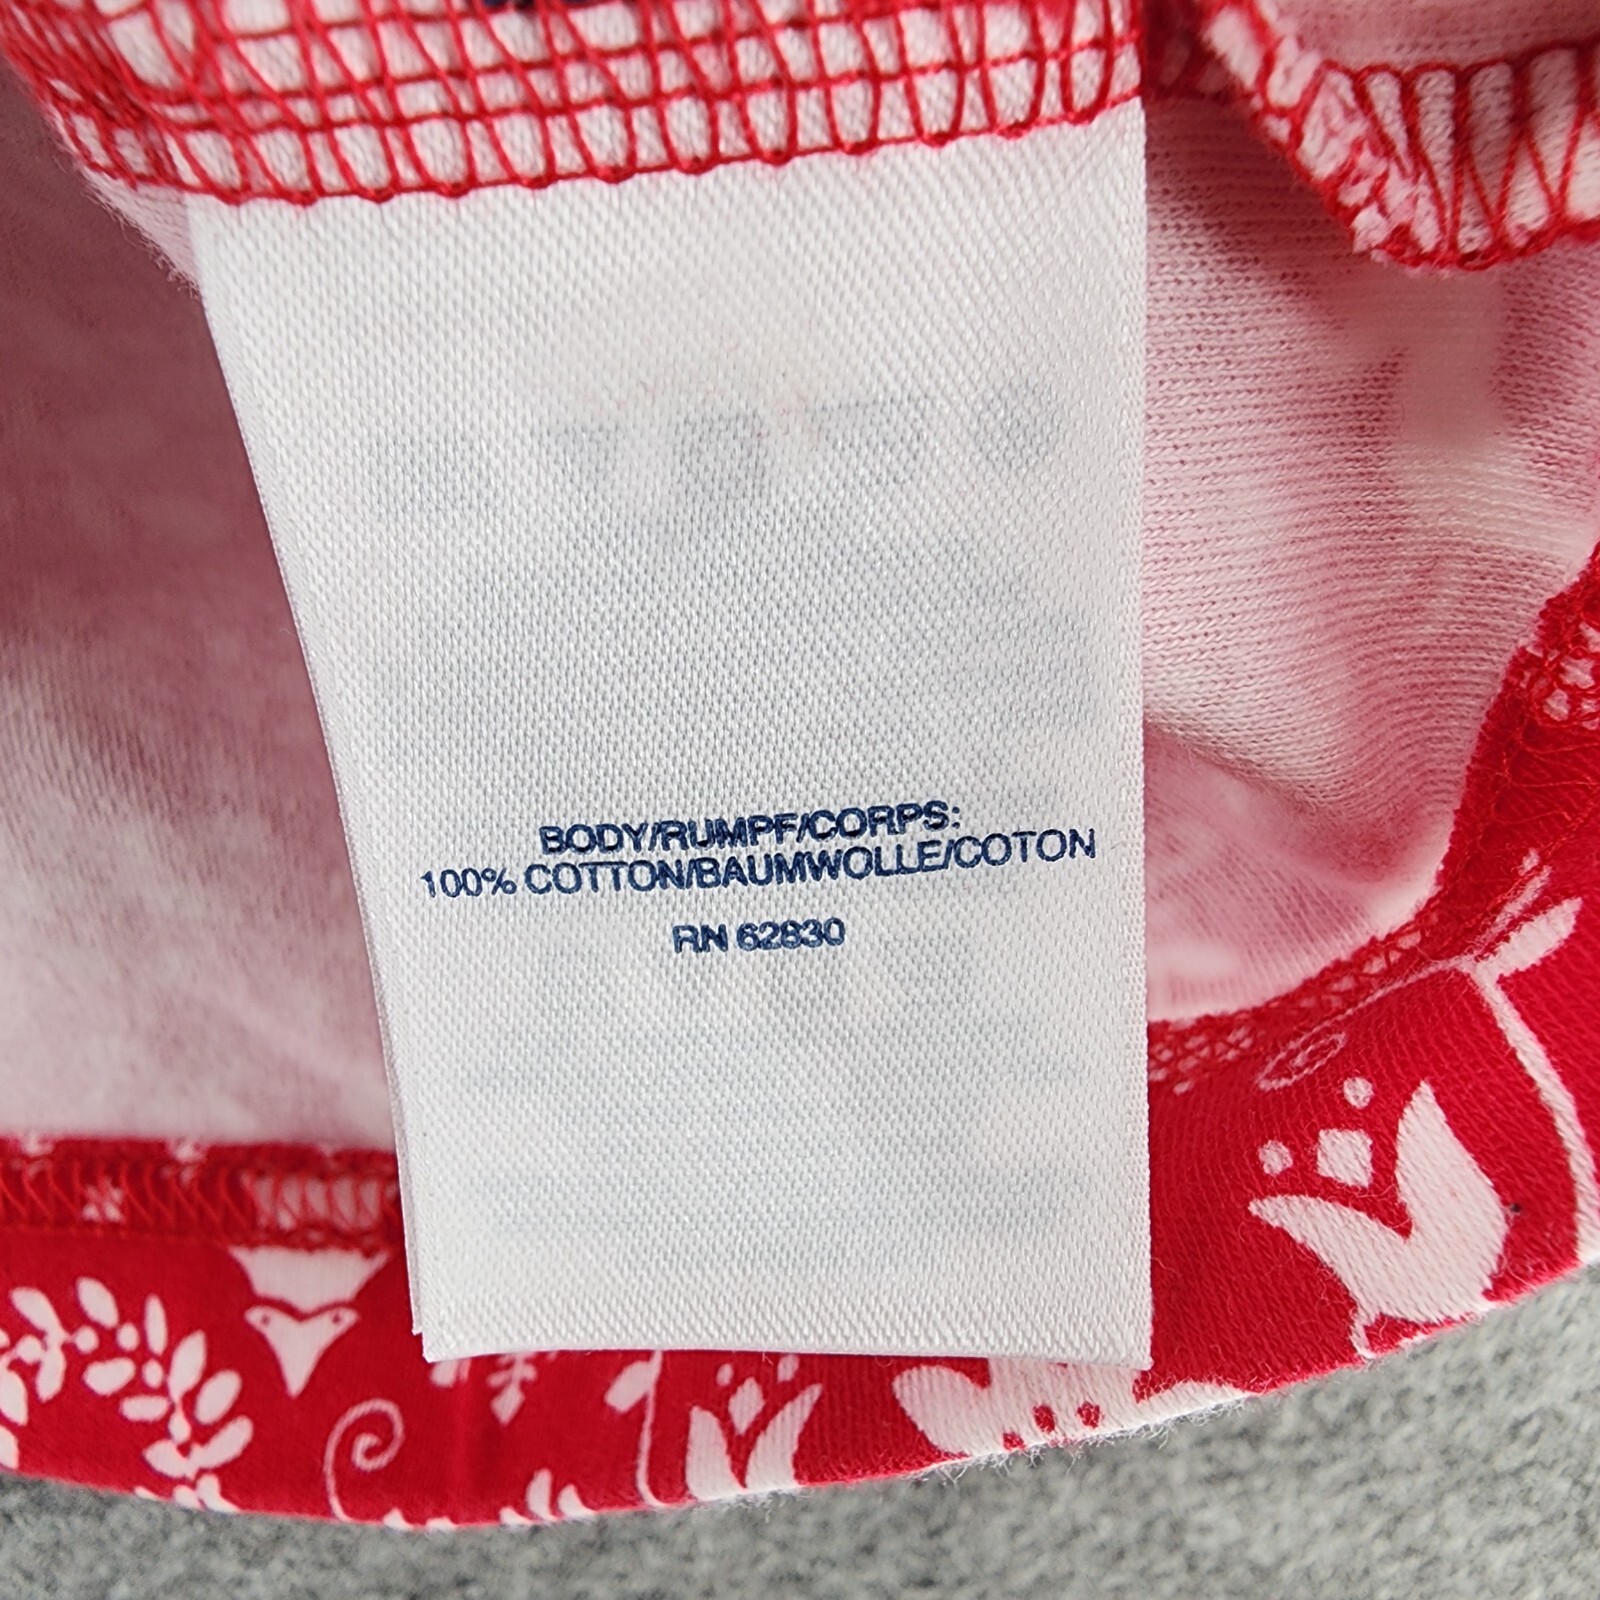 BODY/RUMPF/CORPS:
100% COTTON/BAUMWOLLE/COTON
RN 62830